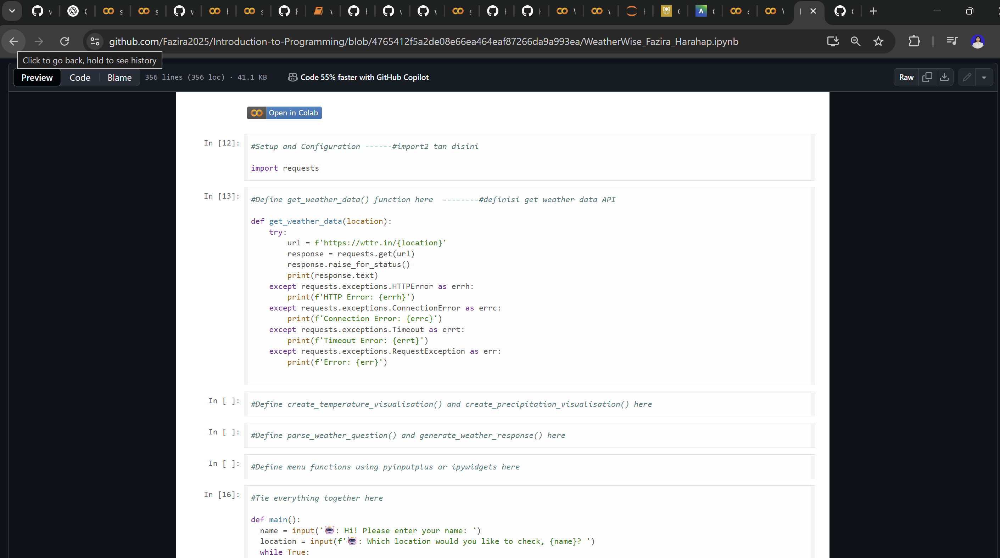 github.com/Fazira2025/Introduction-to-Programming/blob/4765412f5a2de08e66ea464eaf87266da9a993ea/WeatherWise_Fazira_Harahap.ipynb
Click to go back, hold to see history
Preview Code Blame 356 lines (356 loc) · 41.1 KB Code 55% faster with GitHub Copilot Raw
Open in Colab
In [12]:
#Setup and Configuration ------#import2 tan disini
import requests
In [13]:
#Define get_weather_data() function here  --------#definisi get weather data API
def get_weather_data(location):
    try:
        url = f'https://wttr.in/{location}'
        response = requests.get(url)
        response.raise_for_status()
        print(response.text)
    except requests.exceptions.HTTPError as errh:
        print(f'HTTP Error: {errh}')
    except requests.exceptions.ConnectionError as errc:
        print(f'Connection Error: {errc}')
    except requests.exceptions.Timeout as errt:
        print(f'Timeout Error: {errt}')
    except requests.exceptions.RequestException as err:
        print(f'Error: {err}')
In [ ]:
#Define create_temperature_visualisation() and create_precipitation_visualisation() here
In [ ]:
#Define parse_weather_question() and generate_weather_response() here
In [ ]:
#Define menu functions using pyinputplus or ipywidgets here
In [16]:
#Tie everything together here
def main():
  name = input('🤖: Hi! Please enter your name: ')
  location = input(f'🤖: Which location would you like to check, {name}? ')
  while True: